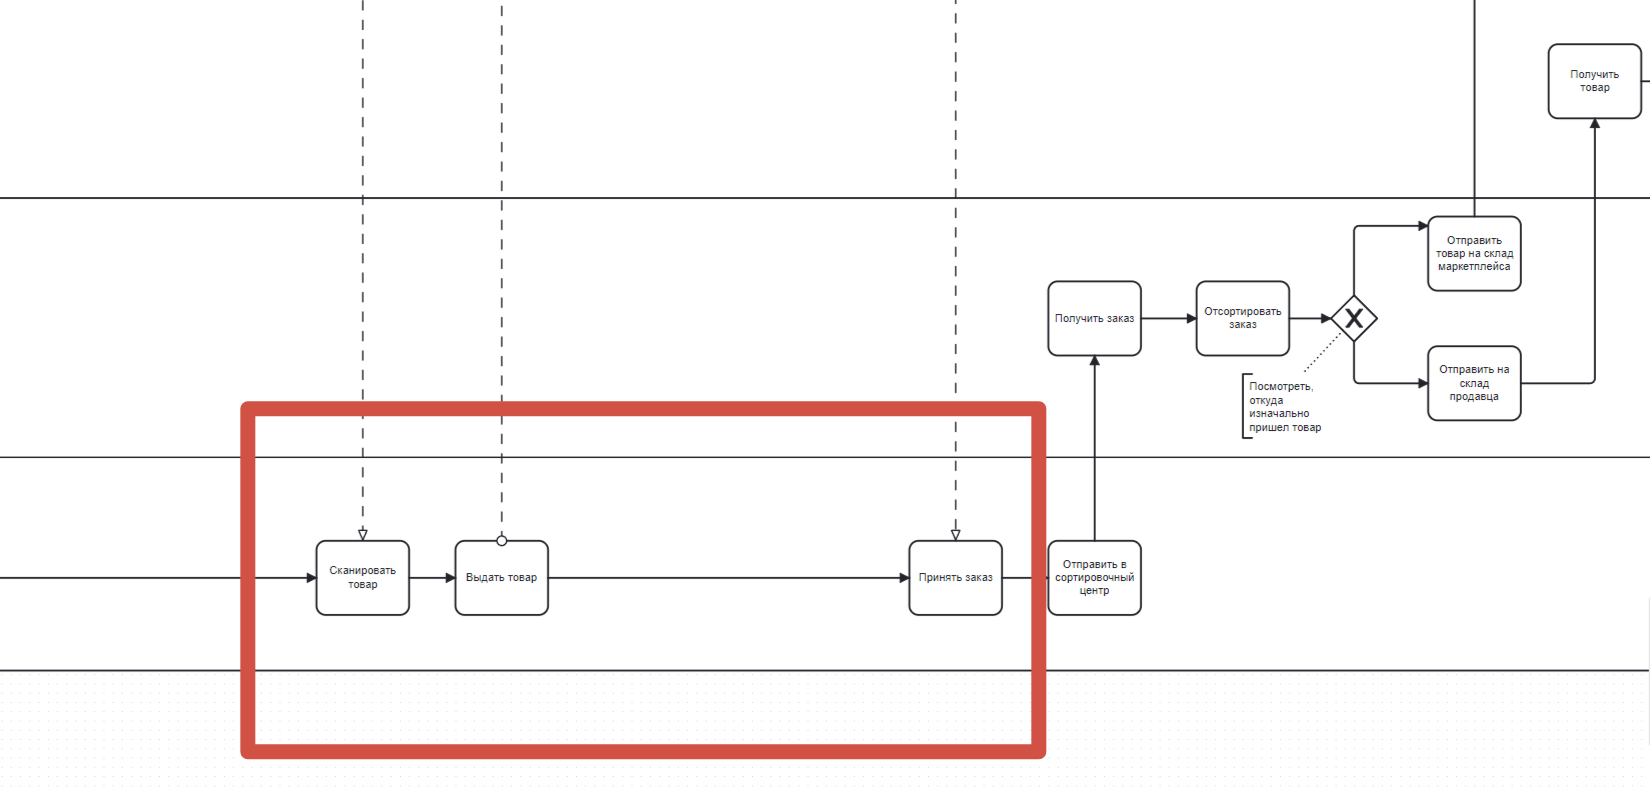 Получить
товар
Отправить
товар на склад
маркетплейса
Получить заказ
Отсортировать
заказ
X
Отправить на
склад
продавца
Посмотреть,
откуда
изначально
пришел товар
Сканировать
товар
Выдать товар
Принять заказ
Отправить в
сортировочный
центр